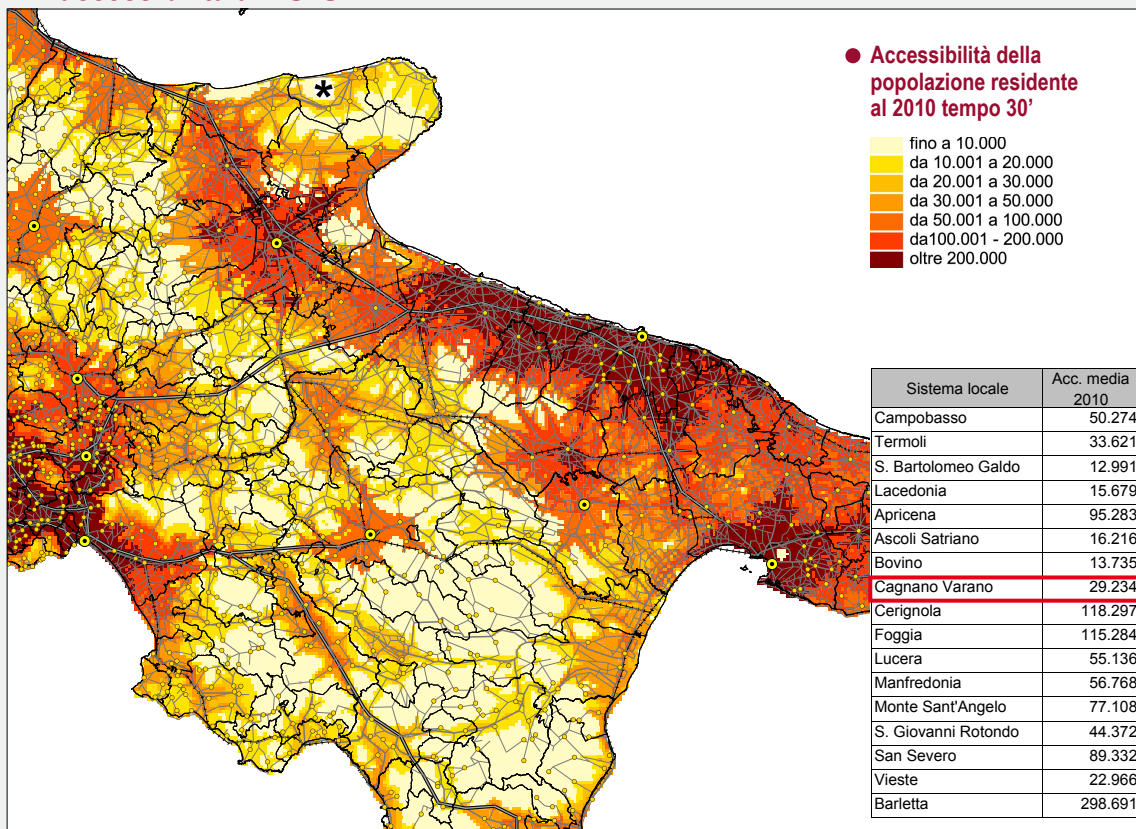 Accessibilità della
popolazione residente
al 2010 tempo 30’
fino a 10.000
da 10.001 a 20.000
da 20.001 a 30.000
da 30.001 a 50.000
da 50.001 a 100.000
da100.001 - 200.000
oltre 200.000
*
Sistema locale Acc. media 2010
Campobasso 50.274
Termoli 33.621
S. Bartolomeo Galdo 12.991
Lacedonia 15.679
Apricena 95.283
Ascoli Satriano 16.216
Bovino 13.735
Cagnano Varano 29.234
Cerignola 118.297
Foggia 115.284
Lucera 55.136
Manfredonia 56.768
Monte Sant'Angelo 77.108
S. Giovanni Rotondo 44.372
San Severo 89.332
Vieste 22.966
Barletta 298.691